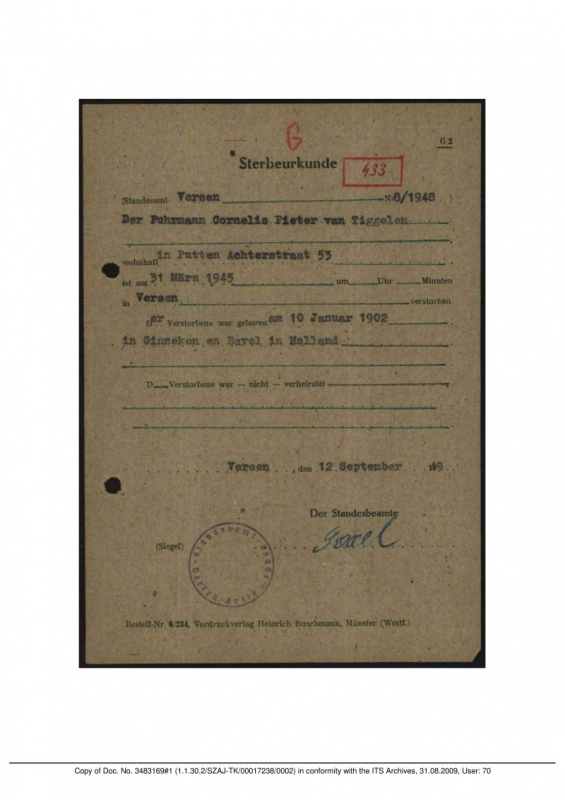 G
G 2
Sterbeurkunde
433
(Standesamt Versen Nr 8/1948 )
Der Fuhrmann Cornelis Pieter van Tiggelen
wohnhaft in Putten Achterstraat 53
ist am 31 März 1945 um Uhr Minuten
in Versen verstorben.
D er Verstorbene war geboren am 10 Januar 1902
in Ginneken en Bavel in Holland
D Verstorbene war — nicht — verheiratet
Versen , den 12 September 19
Der Standesbeamte
(Siegel)
Standesamt
Bestell-Nr. 6/234, Vordruckverlag Heinrich Buschmann, Münster (Westf.)
Copy of Doc. No. 3483169#1 (1.1.30.2/SZAJ-TK/00017238/0002) in conformity with the ITS Archives, 31.08.2009, User: 70